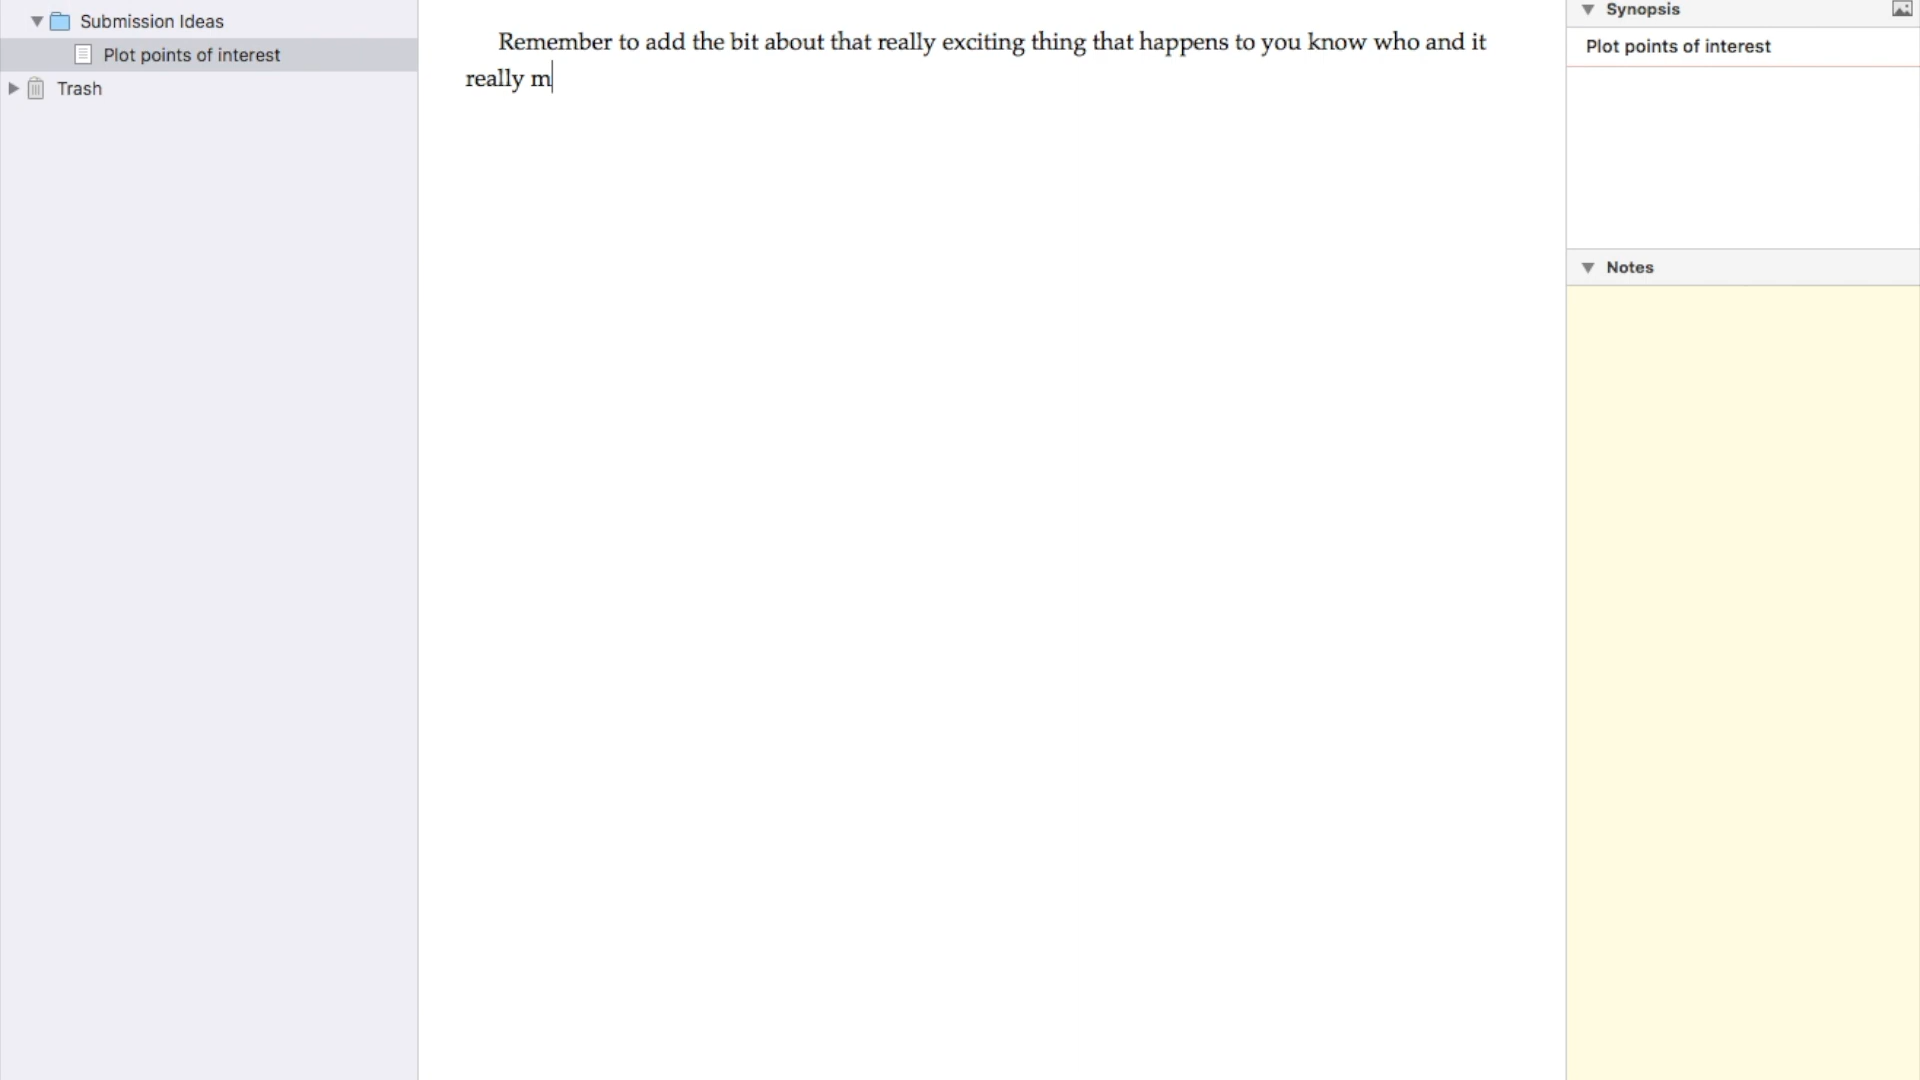 Submission Ideas
Plot points of interest
Trash
Remember to add the bit about that really exciting thing that happens to you know who and it
really m
Synopsis
Plot points of interest
Notes